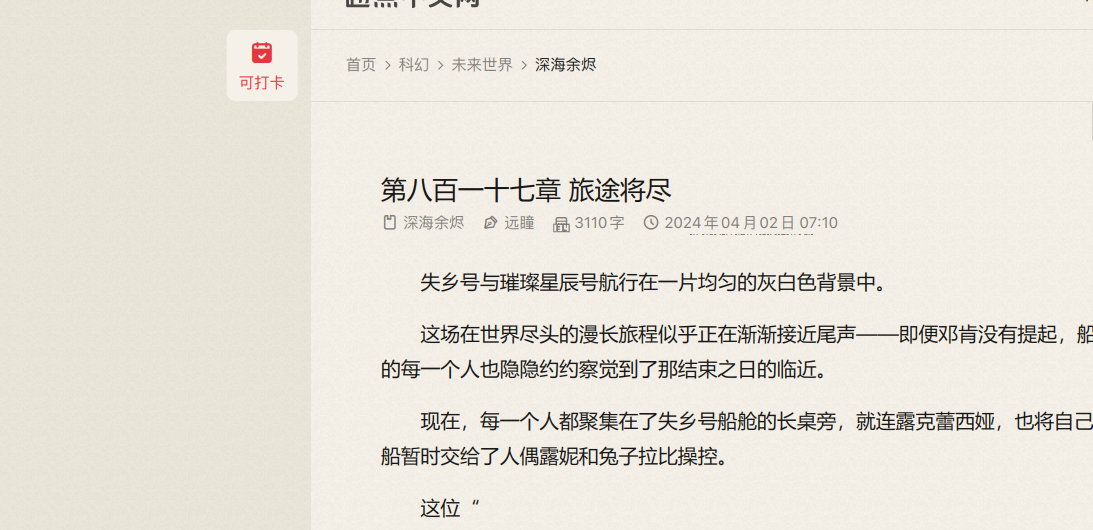 可打卡
首页 > 科幻 > 未来世界 > 深海余烬
第八百一十七章 旅途将尽
深海余烬 远瞳 3110字 2024年04月02日 07:10
失乡号与璀璨星辰号航行在一片均匀的灰白色背景中。
这场在世界尽头的漫长旅程似乎正在渐渐接近尾声——即便邓肯没有提起，船
的每一个人也隐隐约约察觉到了那结束之日的临近。
现在，每一个人都聚集在了失乡号船舱的长桌旁，就连露克蕾西娅，也将自己
船暂时交给了人偶露妮和兔子拉比操控。
这位“